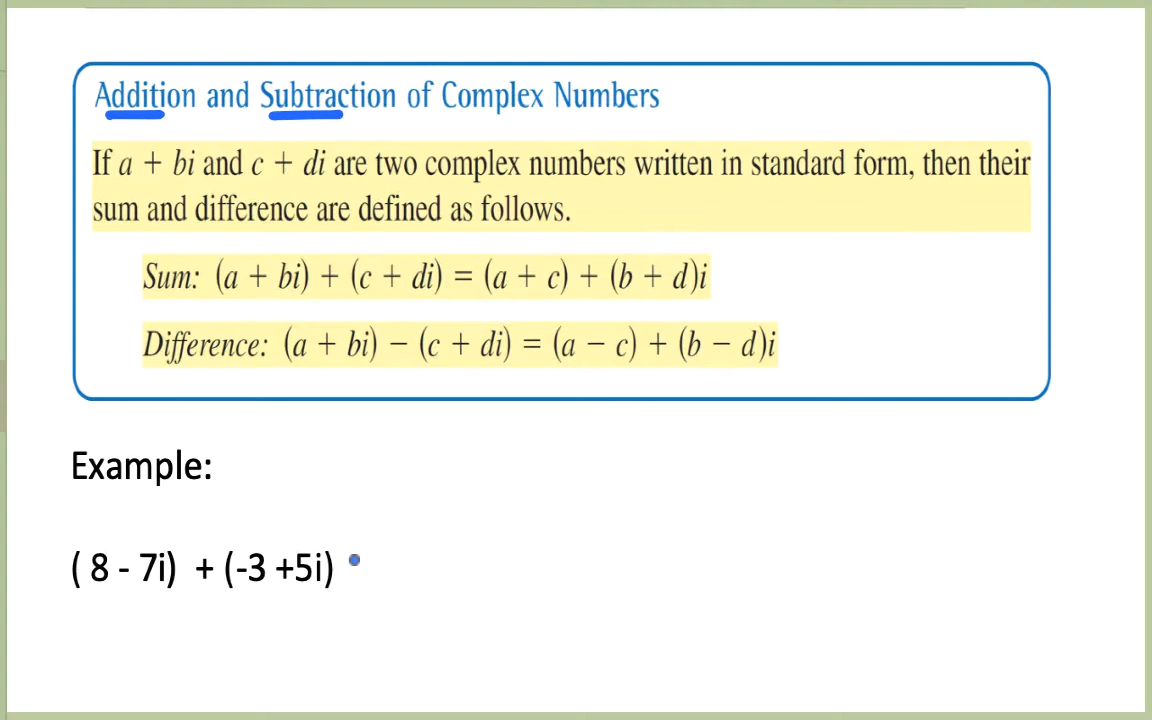 Addition and Subtraction of Complex Numbers
If a + bi and c + di are two complex numbers written in standard form, then their
sum and difference are defined as follows.
Sum: (a + bi) + (c + di) = (a + c) + (b + d)i
Difference: (a + bi) − (c + di) = (a − c) + (b − d)i
Example:
( 8 - 7i) + (-3 +5i)